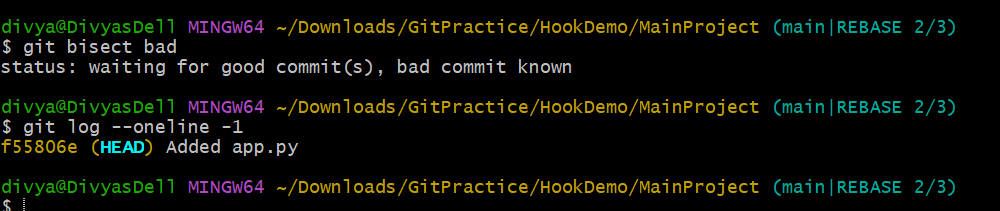 divya@DivyasDell MINGW64 ~/Downloads/GitPractice/HookDemo/MainProject (main|REBASE 2/3)
$ git bisect bad
status: waiting for good commit(s), bad commit known
divya@DivyasDell MINGW64 ~/Downloads/GitPractice/HookDemo/MainProject (main|REBASE 2/3)
$ git log --oneline -1
f55806e (HEAD) Added app.py
divya@DivyasDell MINGW64 ~/Downloads/GitPractice/HookDemo/MainProject (main|REBASE 2/3)
$